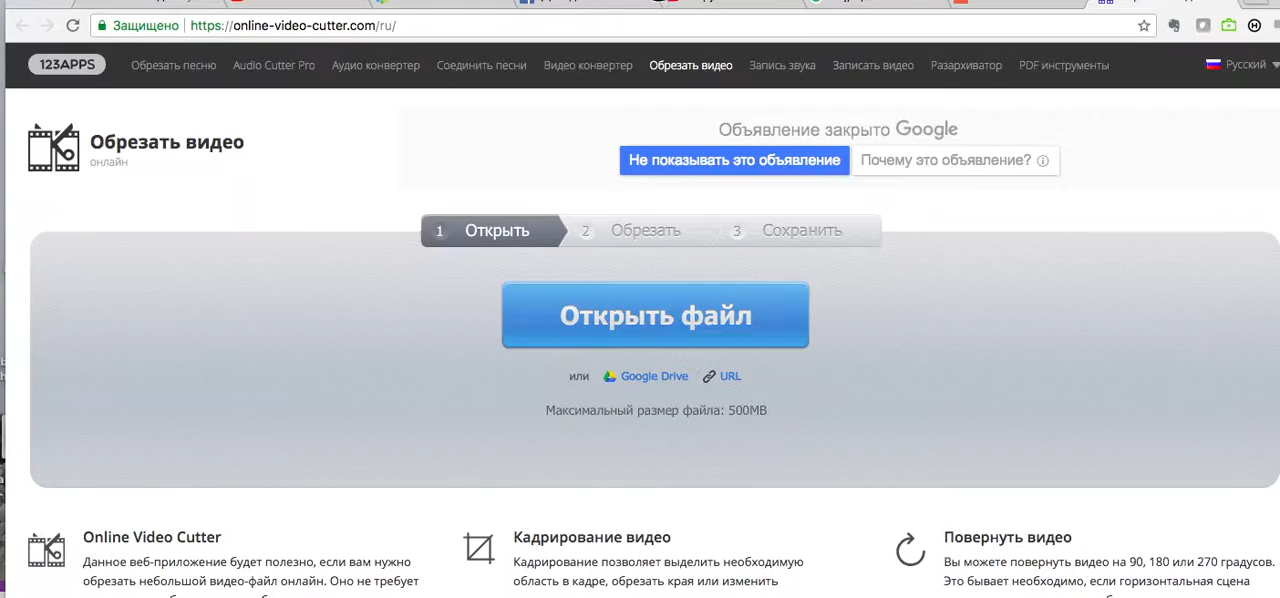 Защищено https://online-video-cutter.com/ru/
123APPS Обрезать песню Audio Cutter Pro Аудио конвертер Соединить песни Видео конвертер Обрезать видео Запись звука Записать видео Разархиватор PDF инструменты Русский
Обрезать видео
онлайн
Объявление закрыто Google
Не показывать это объявление Почему это объявление?
1 Открыть 2 Обрезать 3 Сохранить
Открыть файл
или Google Drive URL
Максимальный размер файла: 500MB
Online Video Cutter
Данное веб-приложение будет полезно, если вам нужно
обрезать небольшой видео-файл онлайн. Оно не требует
Кадрирование видео
Кадрирование позволяет выделить необходимую
область в кадре, обрезать края или изменить
Повернуть видео
Вы можете повернуть видео на 90, 180 или 270 градусов.
Это бывает необходимо, если горизонтальная сцена